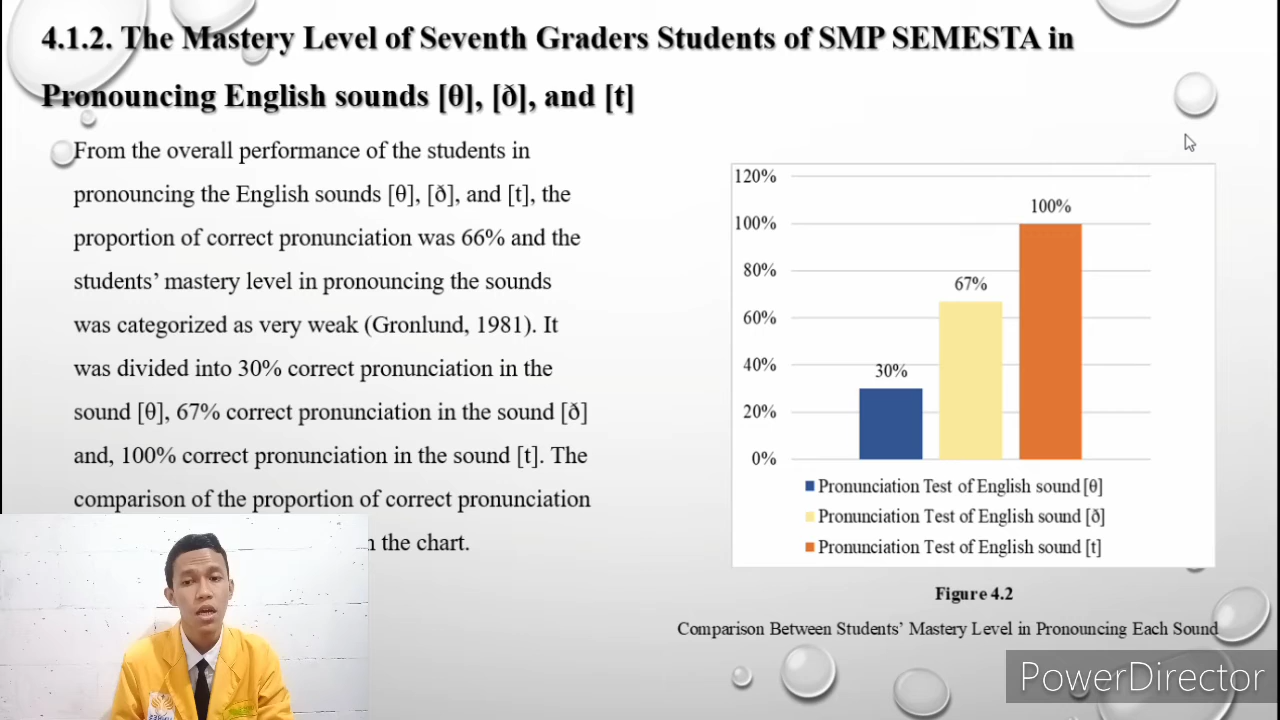 4.1.2. The Mastery Level of Seventh Graders Students of SMP SEMESTA in
Pronouncing English sounds [θ], [ð], and [t]
From the overall performance of the students in
pronouncing the English sounds [θ], [ð], and [t], the
proportion of correct pronunciation was 66% and the
students’ mastery level in pronouncing the sounds
was categorized as very weak (Gronlund, 1981). It
was divided into 30% correct pronunciation in the
sound [θ], 67% correct pronunciation in the sound [ð]
and, 100% correct pronunciation in the sound [t]. The
comparison of the proportion of correct pronunciation
the chart.
120%
100%
80%
60%
40%
20%
0%
30%
67%
100%
Pronunciation Test of English sound [θ]
Pronunciation Test of English sound [ð]
Pronunciation Test of English sound [t]
Figure 4.2
Comparison Between Students’ Mastery Level in Pronouncing Each Sound
PowerDirector